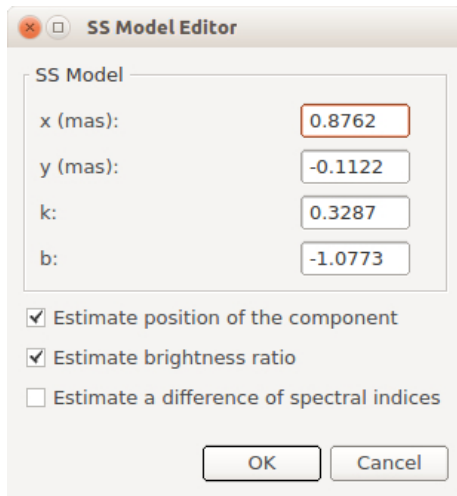 SS Model Editor
SS Model
x (mas): 0.8762
y (mas): -0.1122
k: 0.3287
b: -1.0773
Estimate position of the component
Estimate brightness ratio
Estimate a difference of spectral indices
OK Cancel